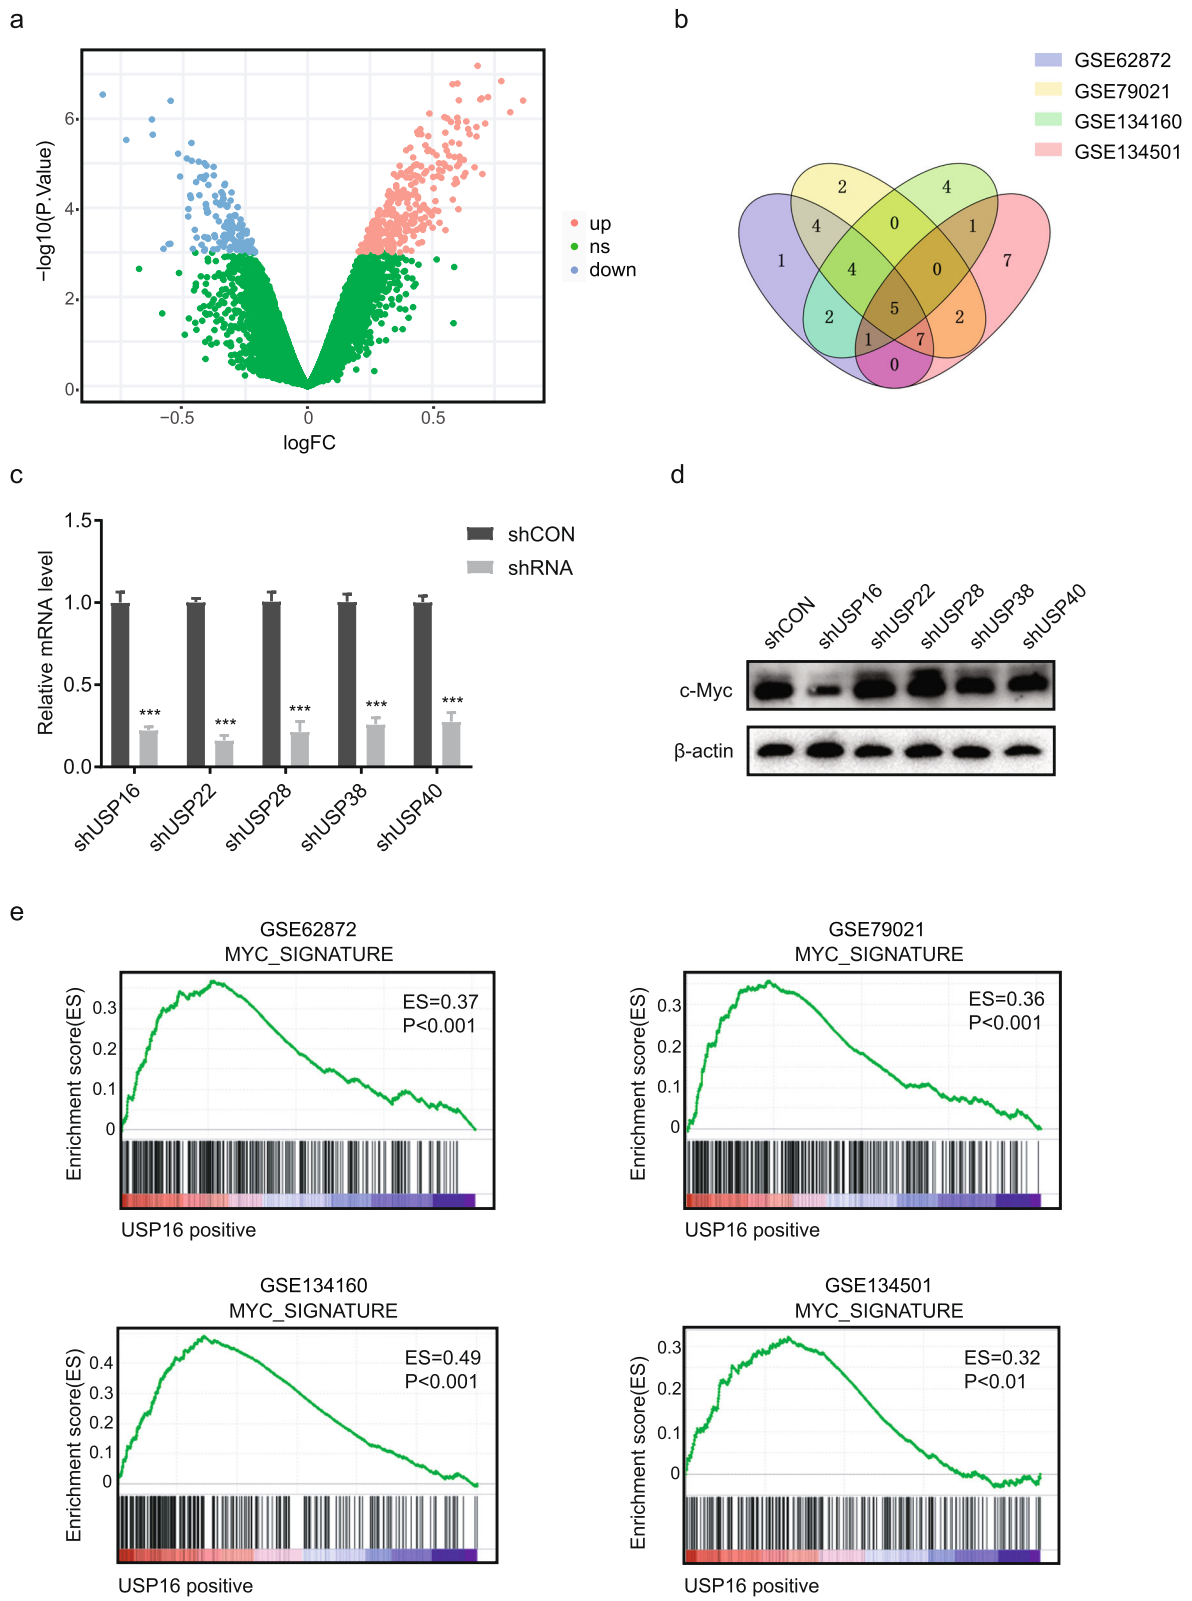 a
−log10(P.Value)
6
4
2
0
−0.5
0
0.5
logFC
up
ns
down
b
GSE62872
GSE79021
GSE134160
GSE134501
2
4
4
0
1
1
4
0
7
2
5
2
1
7
0
c
Relative mRNA level
1.5
1.0
0.5
0.0
shCON
shRNA
***
***
***
***
***
shUSP16
shUSP22
shUSP28
shUSP38
shUSP40
d
shCON
shUSP16
shUSP22
shUSP28
shUSP38
shUSP40
c-Myc
β-actin
e
GSE62872
MYC_SIGNATURE
Enrichment score(ES)
0.3
0.2
0.1
0
ES=0.37
P<0.001
USP16 positive
GSE79021
MYC_SIGNATURE
Enrichment score(ES)
0.3
0.2
0.1
0
ES=0.36
P<0.001
USP16 positive
GSE134160
MYC_SIGNATURE
Enrichment score(ES)
0.4
0.3
0.2
0.1
0
ES=0.49
P<0.001
USP16 positive
GSE134501
MYC_SIGNATURE
Enrichment score(ES)
0.3
0.2
0.1
0
ES=0.32
P<0.01
USP16 positive